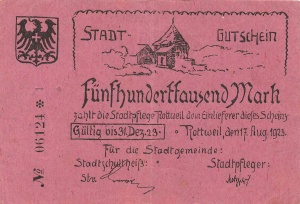 STADT- GUTSCHEIN
Fünfhunderttausend Mark
zahlt die Stadtpflege Rottweil dem Einlieferer dieses Scheins
Gültig bis 31.Dez.23.
Rottweil, den 17. Aug. 1923.
Für die Stadtgemeinde:
Stadtschultheiß: Stadtpfleger:
Stv.
№ 06124 *